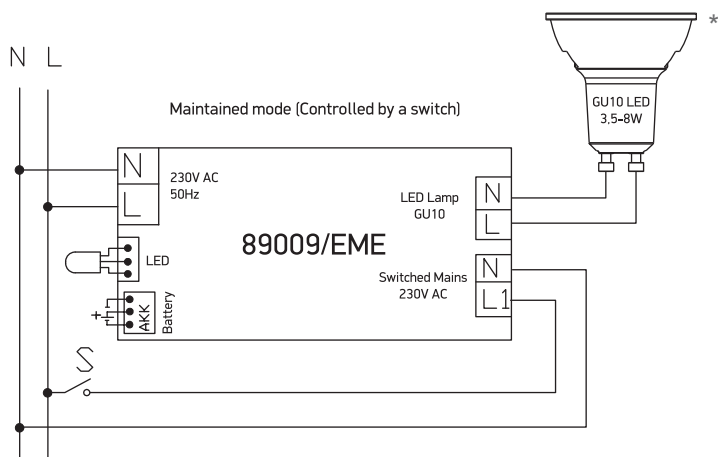 *
N L
GU10 LED
3,5-8W
Maintained mode (Controlled by a switch)
N
230V AC
50Hz
L
LED Lamp
GU10
N
L
89009/EME
LED
Switched Mains
230V AC
N
L1
+
AKK
Battery
S